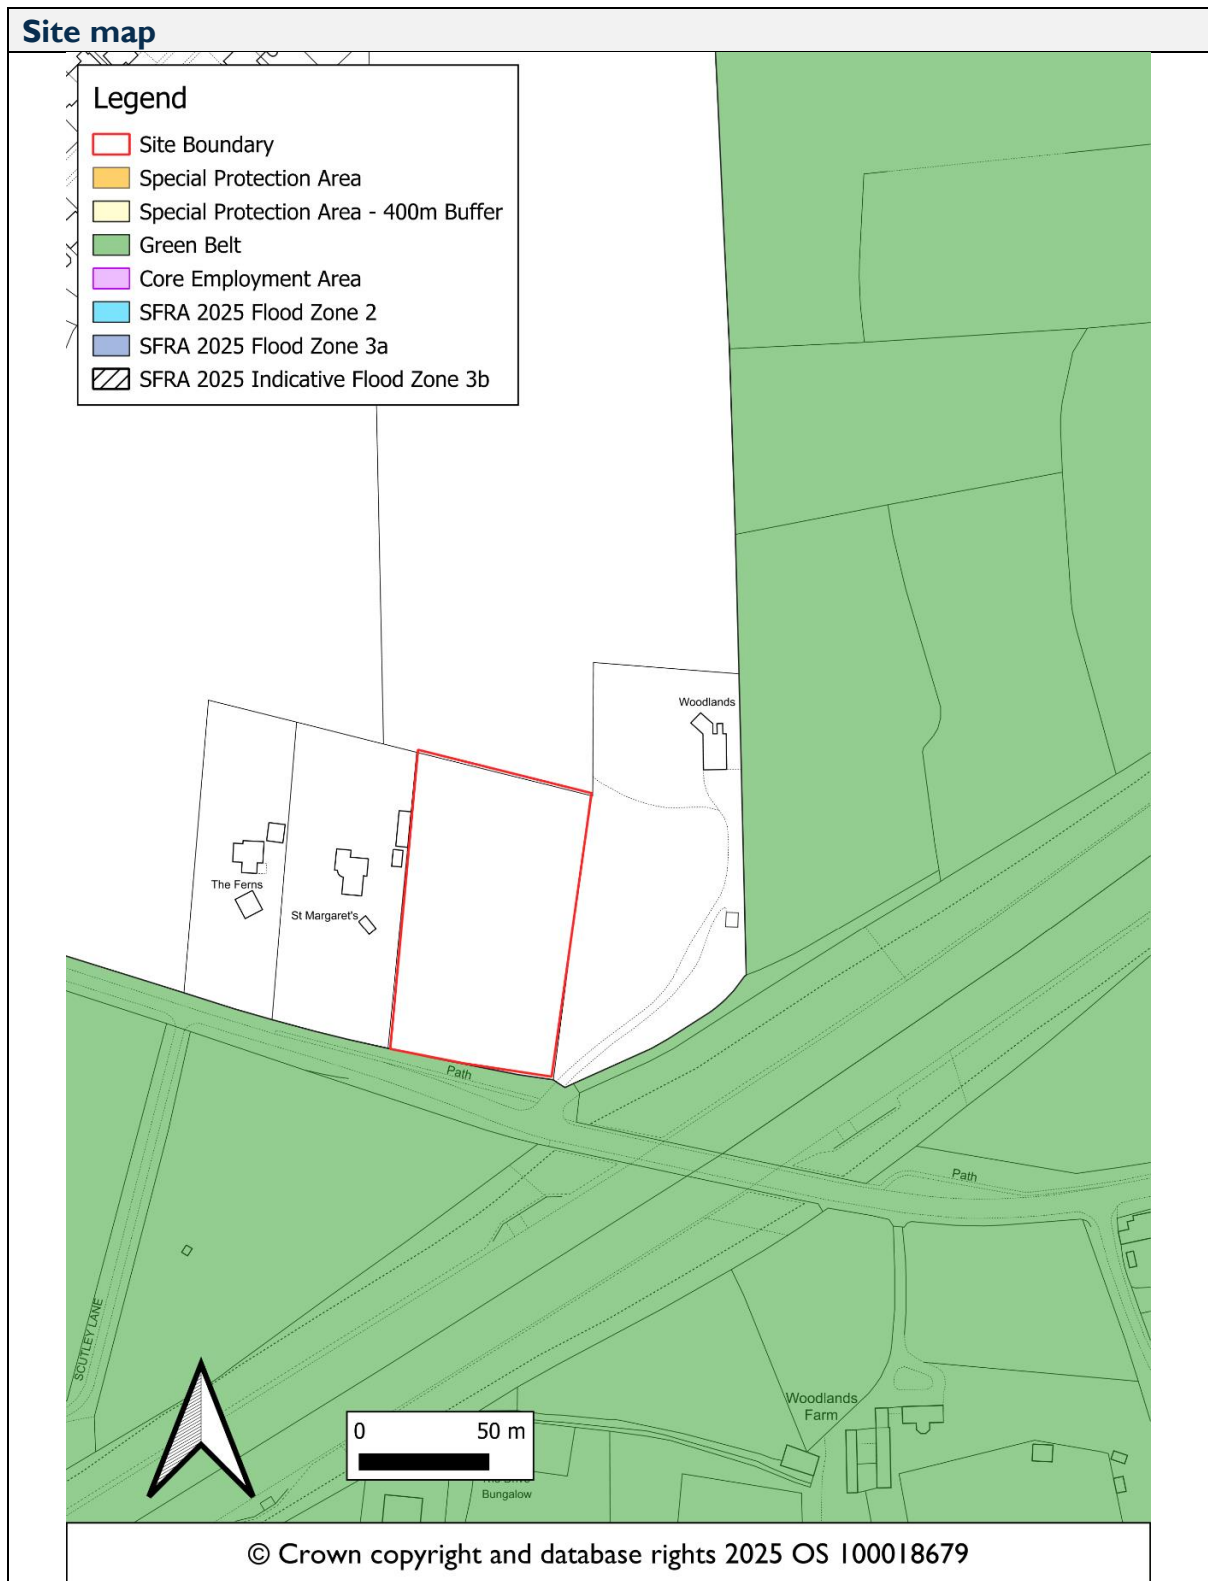 Site map
Legend
Site Boundary
Special Protection Area
Special Protection Area - 400m Buffer
Green Belt
Core Employment Area
SFRA 2025 Flood Zone 2
SFRA 2025 Flood Zone 3a
SFRA 2025 Indicative Flood Zone 3b
Woodlands
The Ferns
St Margaret's
Path
Path
SCUTLEY LANE
Woodlands
Farm
0 50 m
Bungalow
© Crown copyright and database rights 2025 OS 100018679